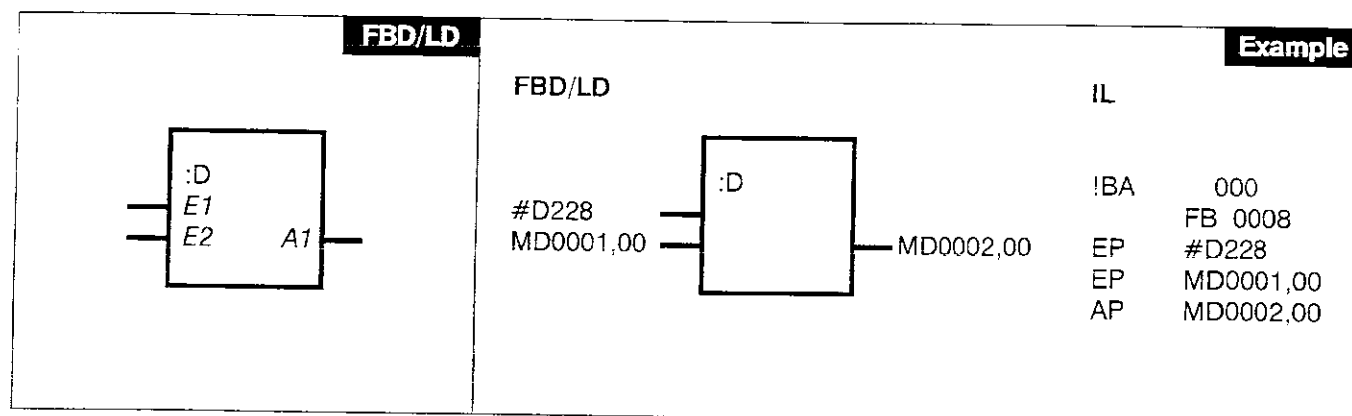 FBD/LD
:D
E1
E2 A1
Example
FBD/LD
:D
#D228
MD0001,00
MD0002,00
IL
!BA 000
FB 0008
EP #D228
EP MD0001,00
AP MD0002,00